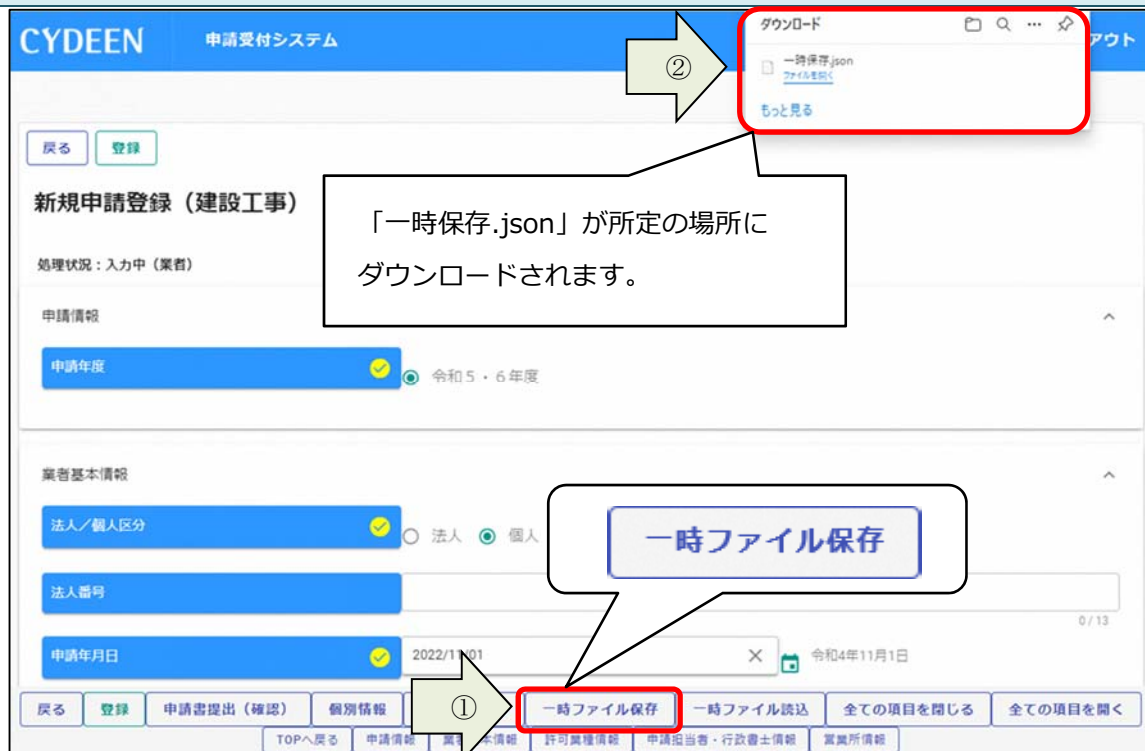 CYDEEN 申請受付システム
ダウンロード
アウト
②
一時保存.json
ファイルを開く
もっと見る
戻る 登録
新規申請登録（建設工事）
「一時保存.json」が所定の場所に
ダウンロードされます。
処理状況：入力中（業者）
申請情報
申請年度 令和5・6年度
業者基本情報
法人／個人区分 法人 個人
一時ファイル保存
法人番号
0 / 13
申請年月日 2022/11/01 令和4年11月1日
戻る 登録 申請書提出（確認） 個別情報 ① 一時ファイル保存 一時ファイル読込 全ての項目を閉じる 全ての項目を開く
TOPへ戻る 申請情報 業者基本情報 許可業種情報 申請担当者・行政書士情報 営業所情報